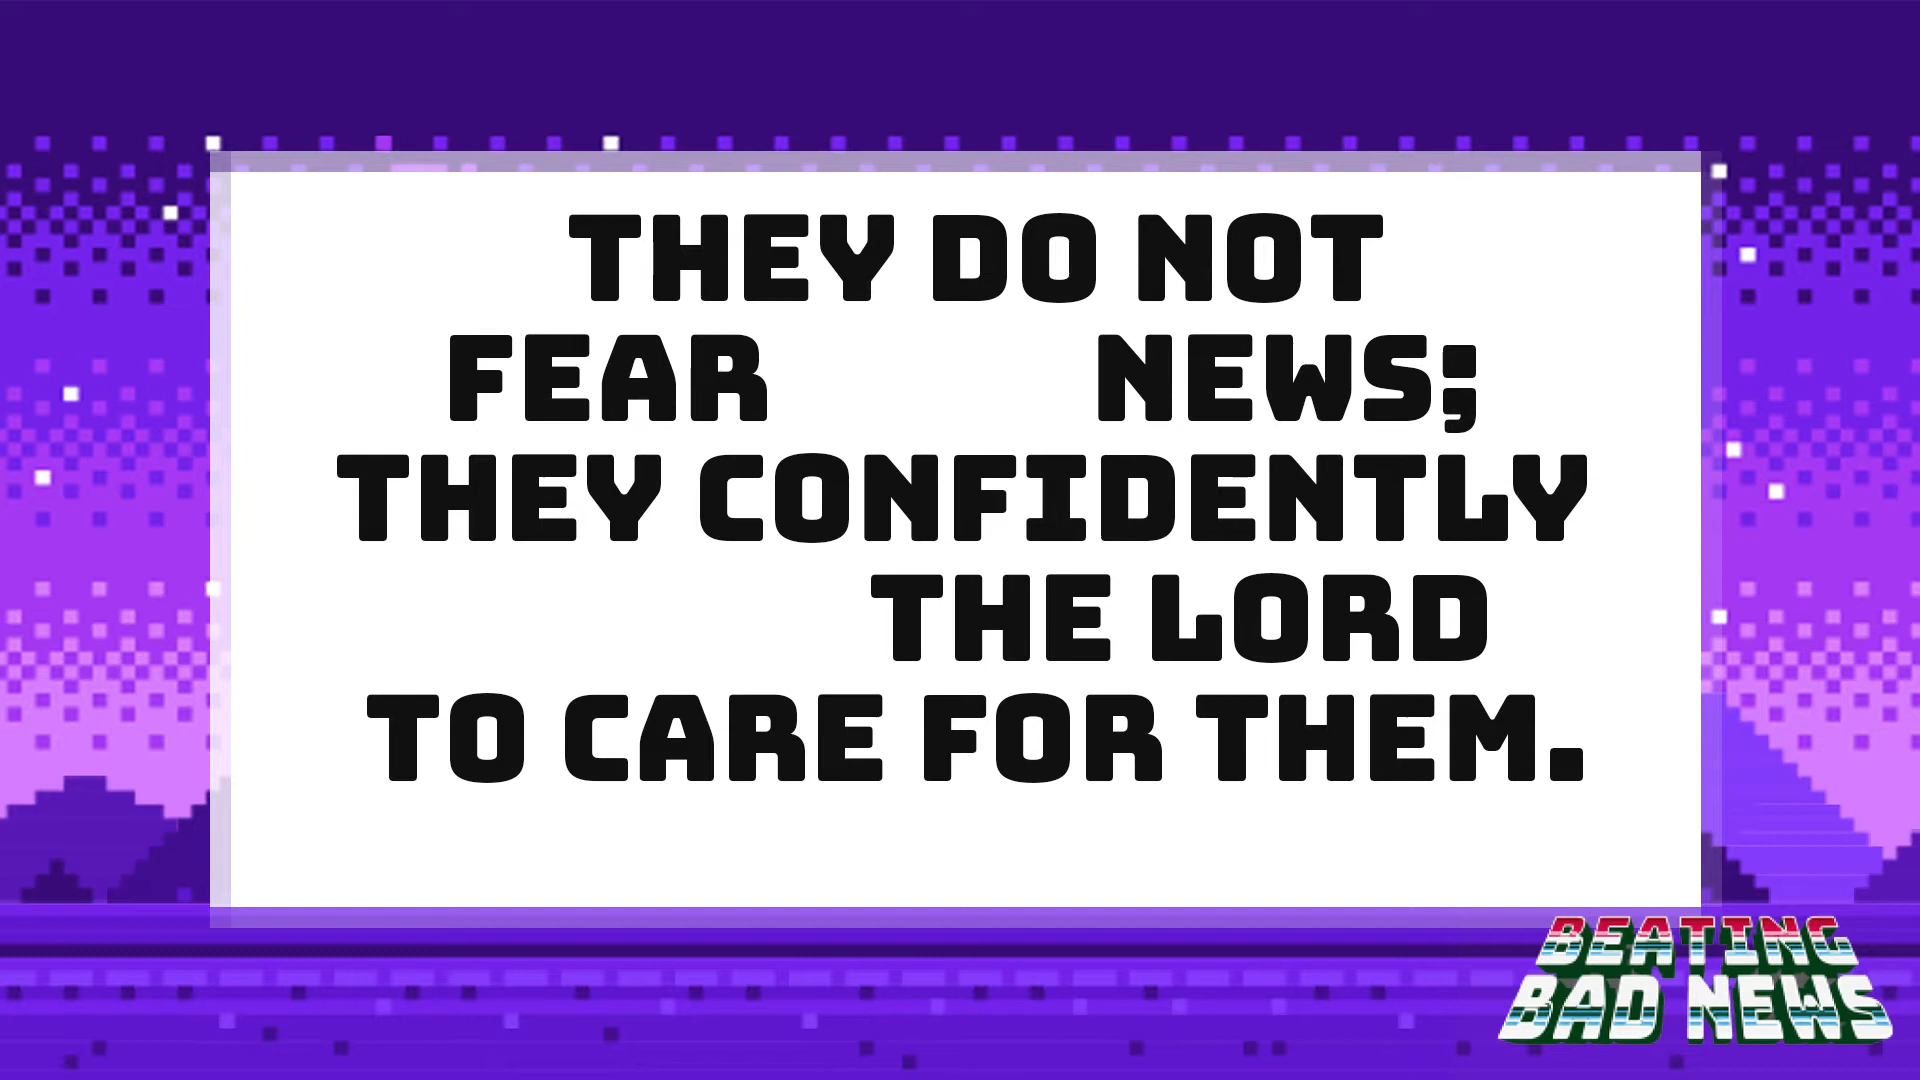 THEY DO NOT
FEAR NEWS;
THEY CONFIDENTLY
THE LORD
TO CARE FOR THEM.
BEATING
BAD NEWS